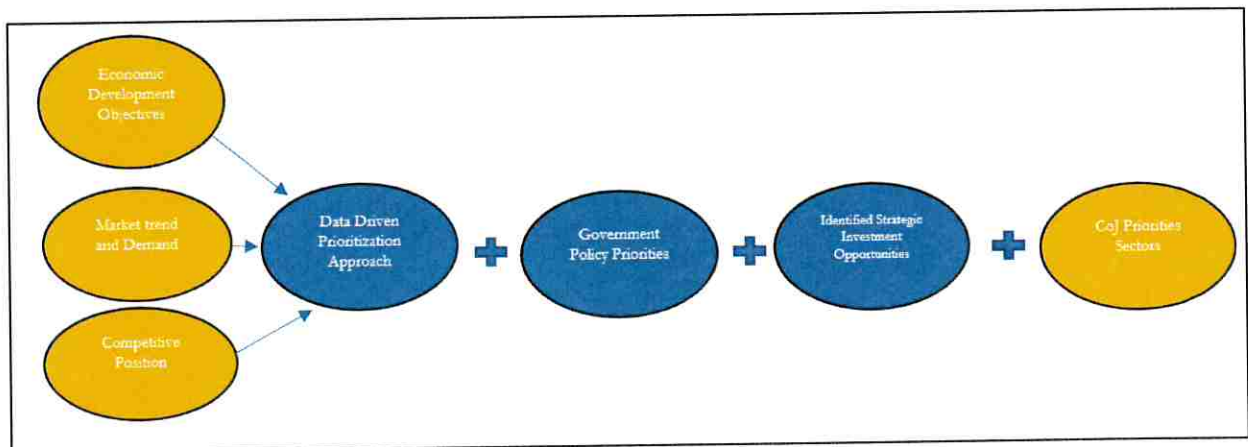 Economic
Development
Objectives
Market trend
and Demand
Competitive
Position
Data Driven
Prioritization
Approach
Government
Policy Priorities
Identified Strategic
Investment
Opportunities
CoJ Priorities
Sectors